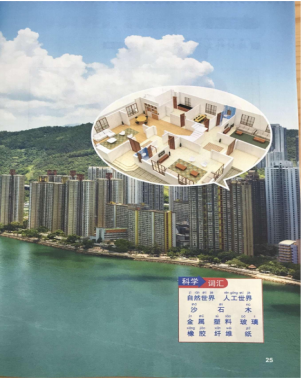 科学 词汇
自然世界 人工世界
沙 石 木
金属 塑料 玻璃
橡胶 纤维 纸
25